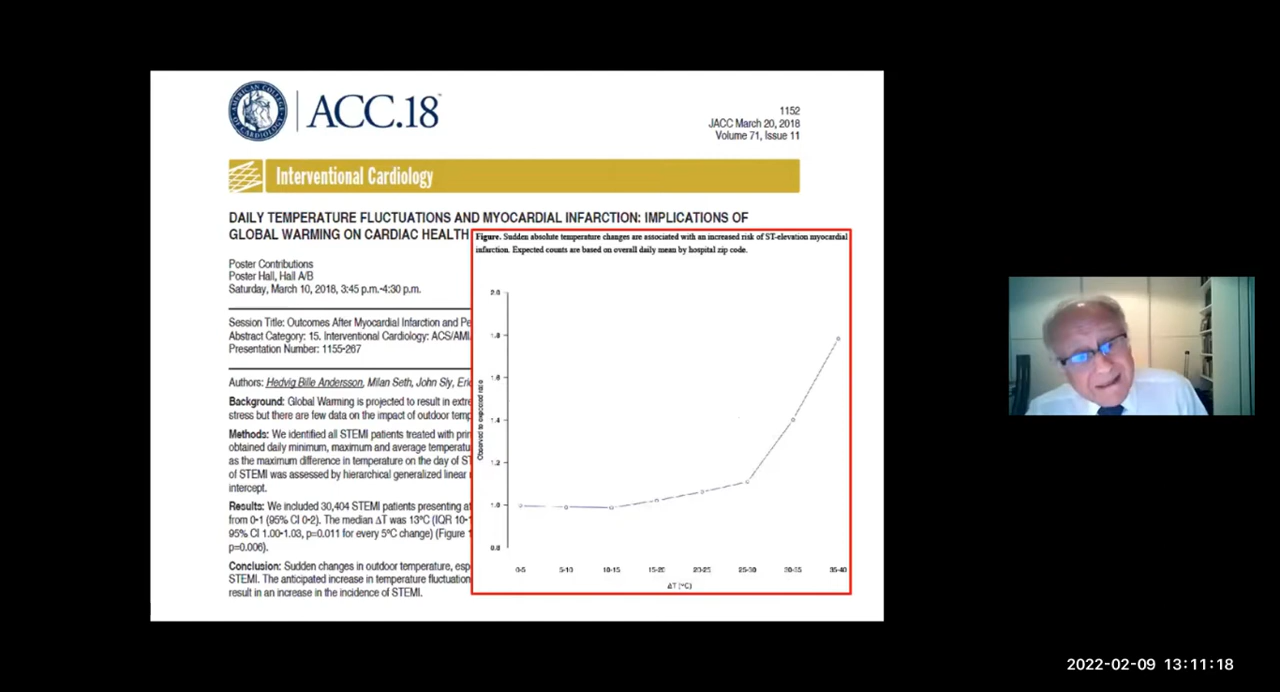 AMERICAN COLLEGE OF CARDIOLOGY
ACC.18
1152
JACC March 20, 2018
Volume 71, Issue 11
Interventional Cardiology
DAILY TEMPERATURE FLUCTUATIONS AND MYOCARDIAL INFARCTION: IMPLICATIONS OF
GLOBAL WARMING ON CARDIAC HEALTH
Poster Contributions
Poster Hall, Hall A/B
Saturday, March 10, 2018, 3:45 p.m.-4:30 p.m.
Session Title: Outcomes After Myocardial Infarction and
Abstract Category: 15. Interventional Cardiology: ACS/AMI
Presentation Number: 1155-267
Authors: Hedvig Bille Andersson, Milan Seth, John Sly,
Background: Global Warming is projected to result in
stress but there are few data on the impact of outdoor
Methods: We identified all STEMI patients treated with
obtained daily minimum, maximum and average
as the maximum difference in temperature on the day of
of STEMI was assessed by hierarchical generalized linear
intercept.
Results: We included 30,404 STEMI patients presenting
from 0-1 (95% CI 0-2). The median ΔT was 13°C (IQR
95% CI 1.00-1.03, p=0.011 for every 5°C change) (Figure
p=0.006).
Conclusion: Sudden changes in outdoor temperature,
STEMI. The anticipated increase in temperature
result in an increase in the incidence of STEMI.
Figure. Sudden absolute temperature changes are associated with an increased risk of ST-elevation myocardial
infarction. Expected counts are based on overall daily mean by hospital zip code.
2.0
1.8
1.6
1.4
1.2
1.0
0.8
Observed to expected ratio
0-5 5-10 10-15 15-20 20-25 25-30 30-35 35-40
ΔT (°C)
2022-02-09 13:11:18